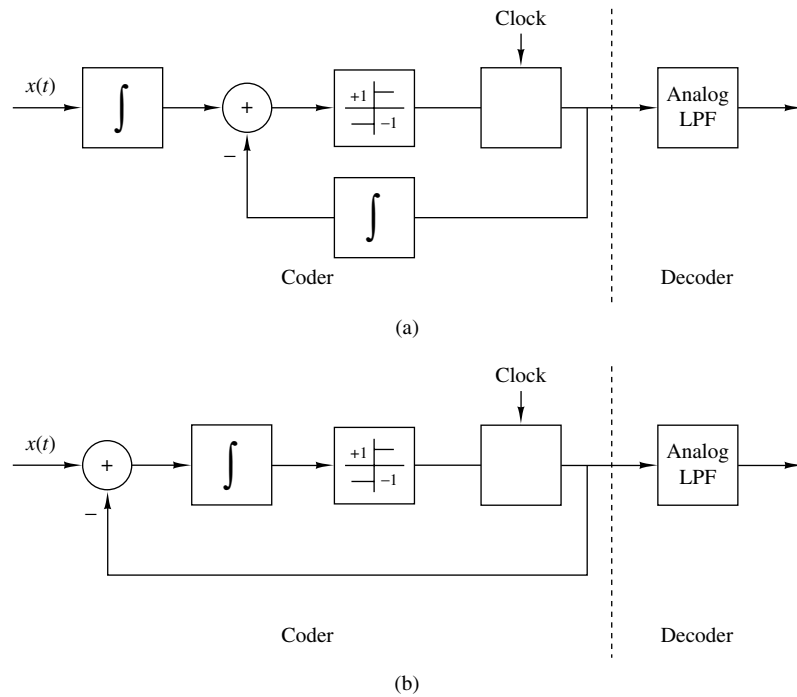 Clock
x(t)
∫
+
+1
−1
Analog
LPF
−
∫
Coder
Decoder
(a)
Clock
x(t)
+
∫
+1
−1
Analog
LPF
−
Coder
Decoder
(b)